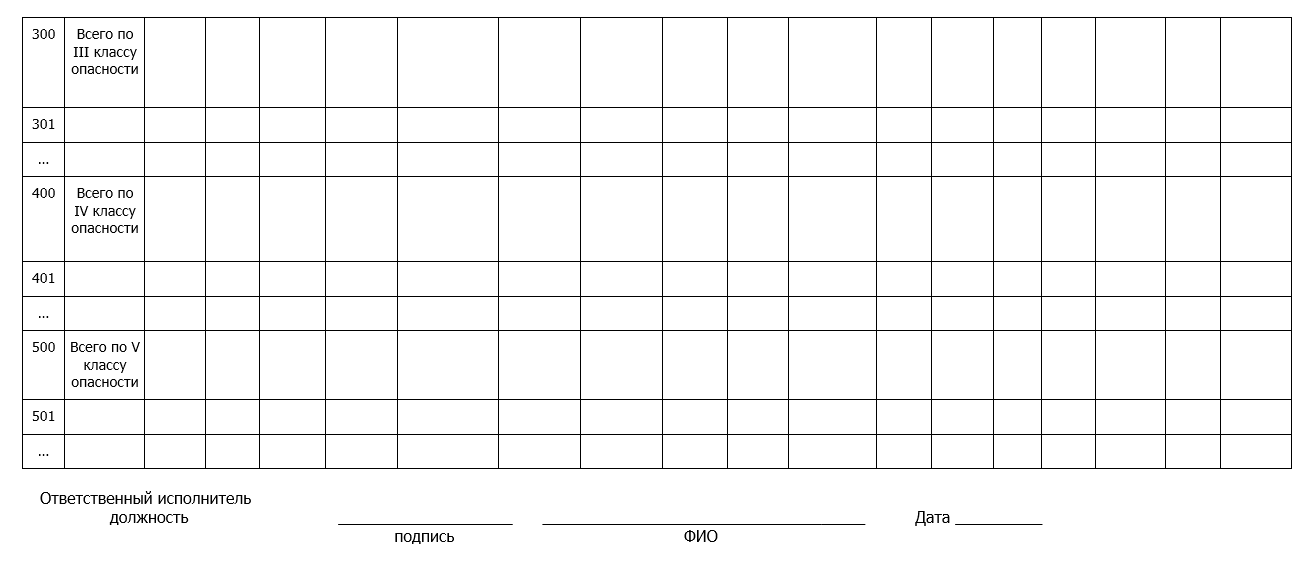 300 Всего по
III классу
опасности
301
...
400 Всего по
IV классу
опасности
401
...
500 Всего по V
классу
опасности
501
...
Ответственный исполнитель
должность Дата
подпись ФИО